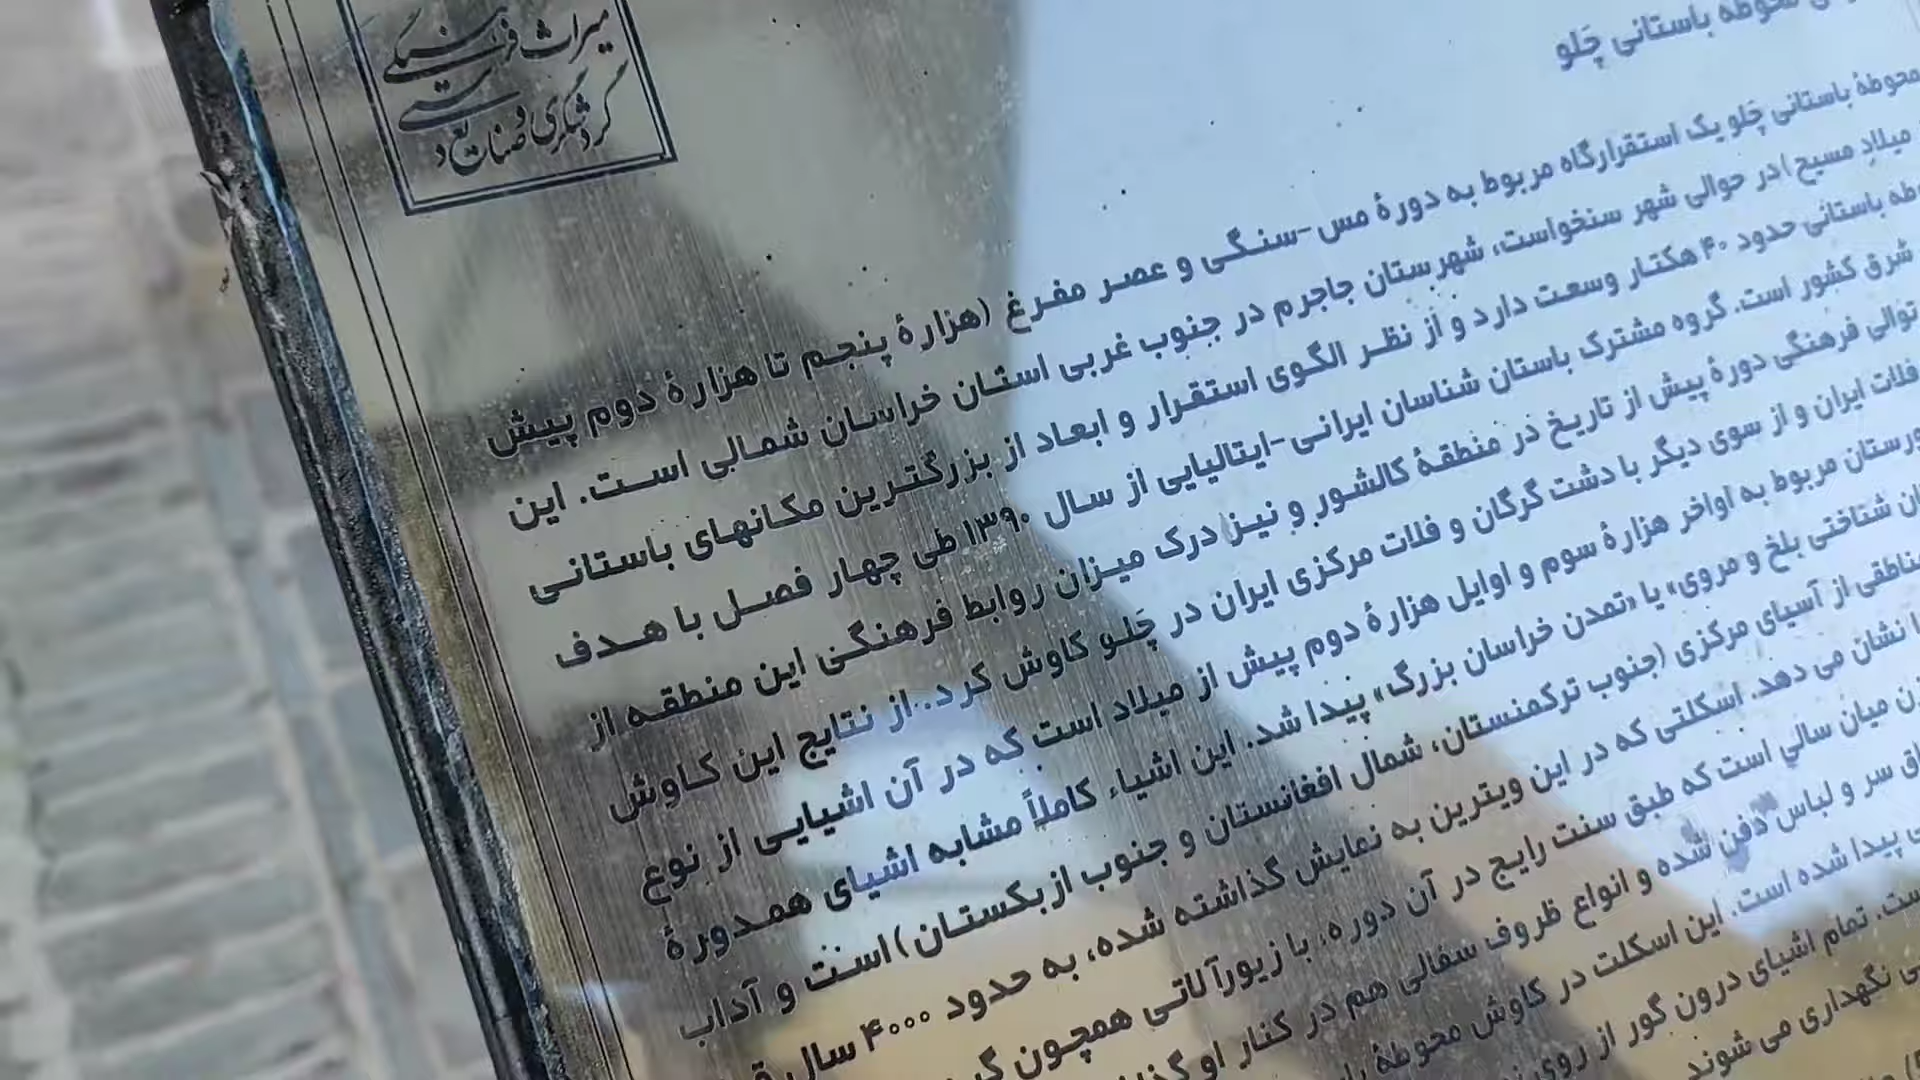 میراث فرهنگی
گردشگری و صنایع دستی
محوطه باستانی چَلو
محوطهٔ باستانی چَلو یک استقرارگاه مربوط به دورهٔ مس-سنگی و عصر مفرغ (هزارهٔ پنجم تا هزارهٔ دوم پیش
میلادِ مسیح) در حوالی شهر سنخواست، شهرستان جاجرم در جنوب غربی استان خراسان شمالی است. این
باستانی حدود ۴۰ هکتار وسعت دارد و از نظر الگوی استقرار و ابعاد از بزرگترین مکانهای باستانی
شرق کشور است. گروه مشترک باستان شناسان ایرانی-ایتالیایی از سال ۱۳۹۰ طی چهار فصل با هدف
توالی فرهنگی دورهٔ پیش از تاریخ در منطقهٔ کالشور و نیز درک میزان روابط فرهنگی این منطقه از
فلات ایران و از سوی دیگر با دشت گرگان و فلات مرکزی ایران در چَلو کاوش کرد. از نتایج این کاوش
مربوط به اواخر هزارهٔ سوم و اوایل هزارهٔ دوم پیش از میلاد است که در آن اشیایی از نوع
شناختی بلخ و مروی» یا «تمدن خراسان بزرگ» پیدا شد. این اشیاء کاملاً مشابه اشیای همدورهٔ
از آسیای مرکزی (جنوب ترکمنستان، شمال افغانستان و جنوب ازبکستان) است و آداب
نشان می دهد. اسکلتی که در این ویترین به نمایش گذاشته شده، به حدود ۴۰۰۰ سال
میان سالی است که طبق سنت رایج در آن دوره، با زیورآلاتی همچون
سر و لباس دفن شده و انواع ظروف سفالی هم در کنار او
پیدا شده است. این اسکلت در کاوش محوطهٔ
تمام اشیای درون گور از روی
نگهداری می شوند